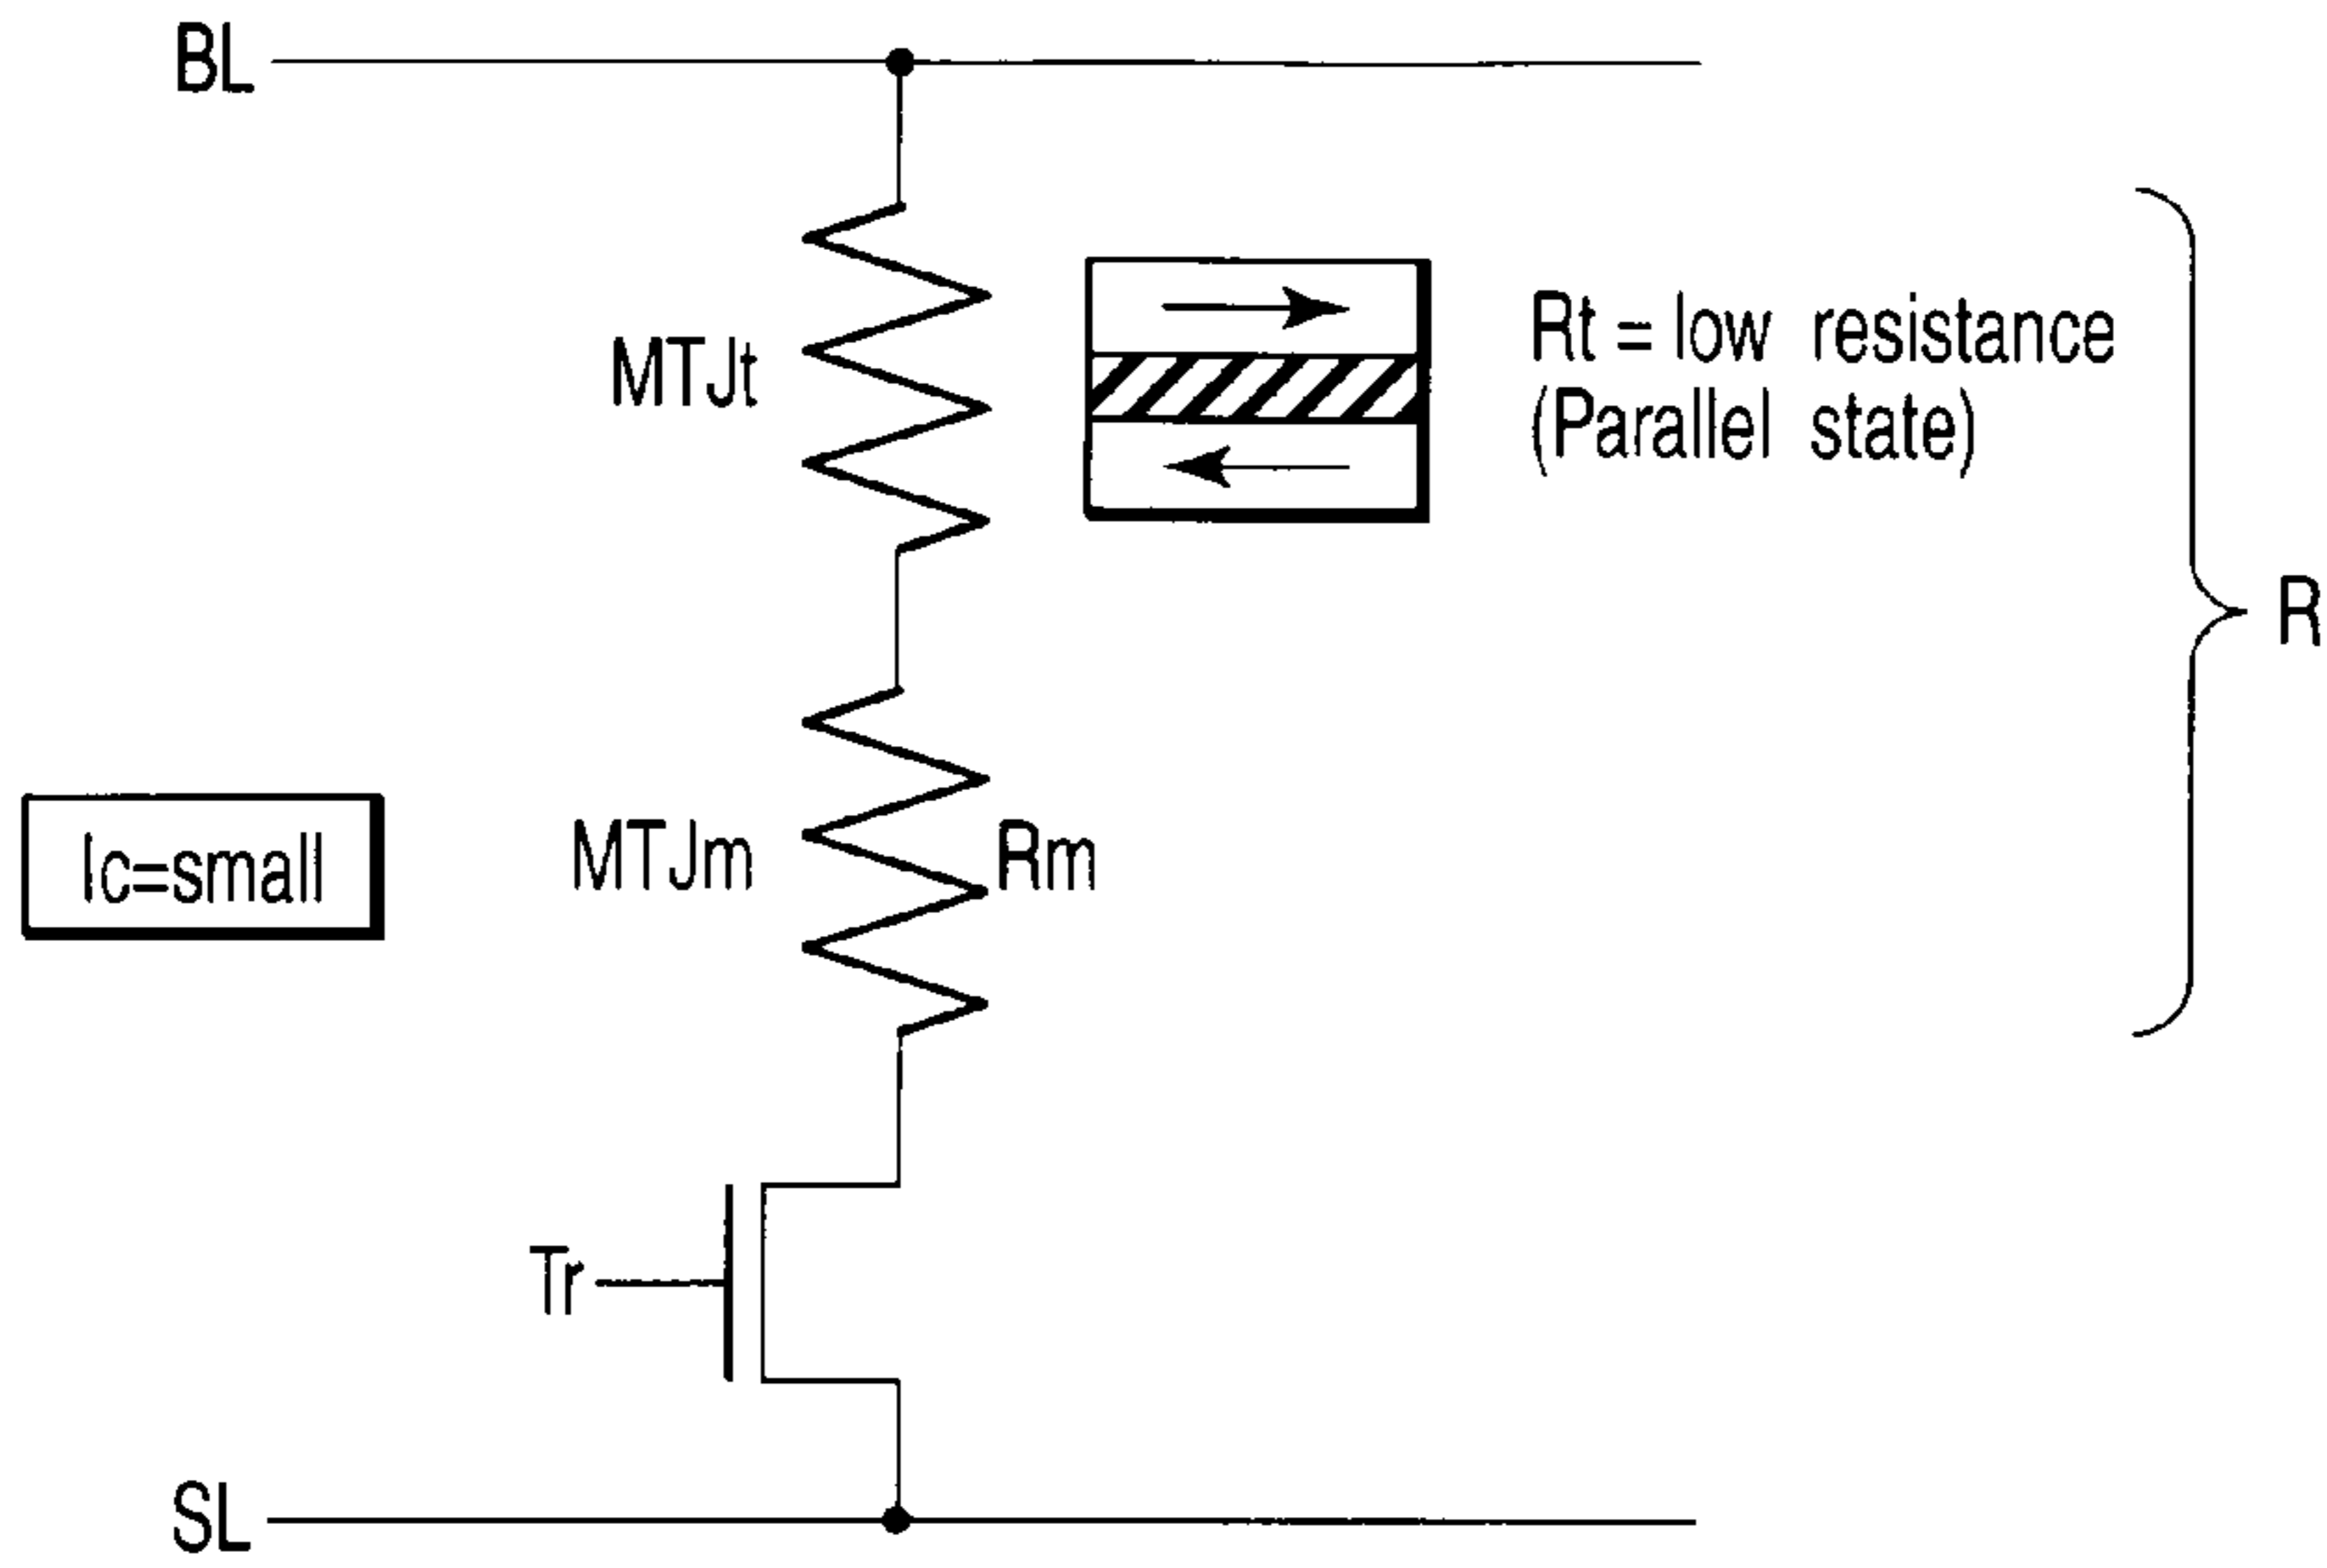 BL
MTJt
Rt = low resistance
(Parallel state)
R
Ic=small
MTJm
Rm
Tr
SL